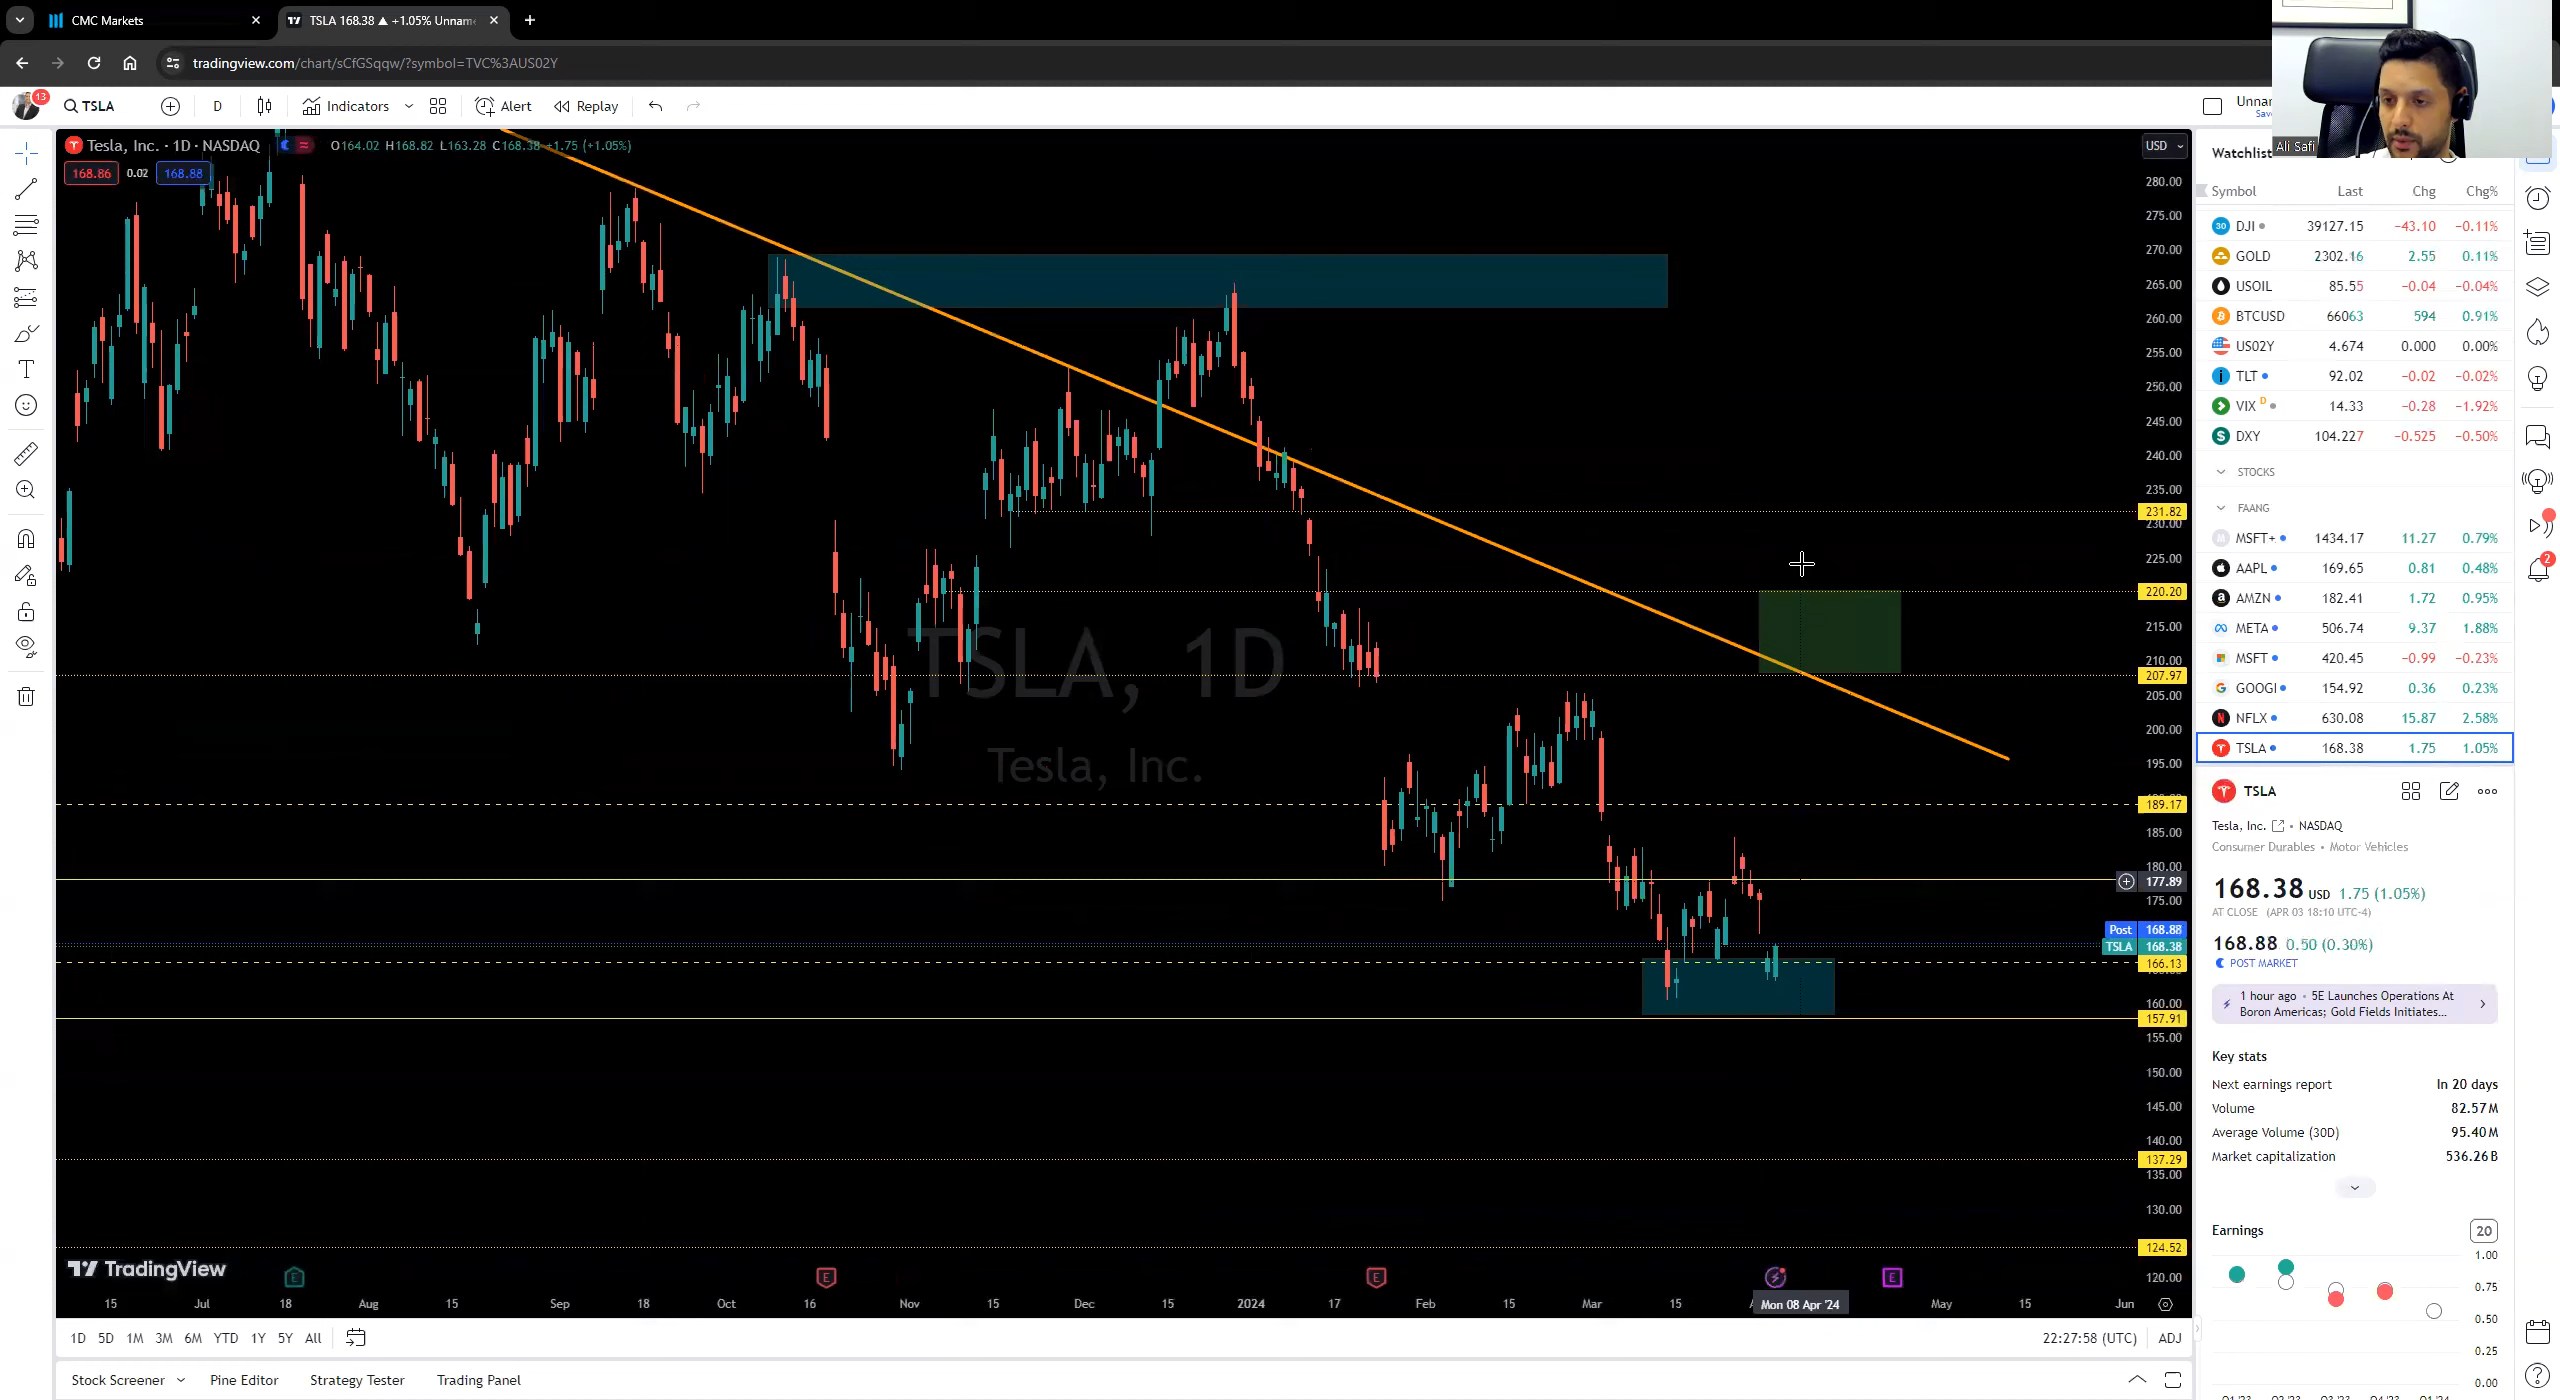 CMC Markets
TSLA 168.38 ▲ +1.05% Unnam
tradingview.com/chart/sCfGSqqw/?symbol=TVC%3AUS02Y
13
TSLA
D
Indicators
Alert
Replay
Unnar
Save
Ali Safi
Tesla, Inc. · 1D · NASDAQ
O164.02 H168.82 L163.28 C168.38 +1.75 (+1.05%)
168.86 0.02 168.88
TSLA, 1D
Tesla, Inc.
USD
280.00
275.00
270.00
265.00
260.00
255.00
250.00
245.00
240.00
235.00
231.82
230.00
225.00
220.20
215.00
210.00
207.97
205.00
200.00
195.00
189.17
185.00
180.00
177.89
175.00
Post 168.88
TSLA 168.38
166.13
160.00
157.91
155.00
150.00
145.00
140.00
137.29
135.00
130.00
124.52
120.00
TradingView
E E E E
15 Jul 18 Aug 15 Sep 18 Oct 16 Nov 15 Dec 15 2024 17 Feb 15 Mar 15 Mon 08 Apr '24 May 15 Jun
1D 5D 1M 3M 6M YTD 1Y 5Y All
22:27:58 (UTC) ADJ
Stock Screener Pine Editor Strategy Tester Trading Panel
Watchlist
Symbol Last Chg Chg%
DJI 39127.15 −43.10 −0.11%
GOLD 2302.16 2.55 0.11%
USOIL 85.55 −0.04 −0.04%
BTCUSD 66063 594 0.91%
US02Y 4.674 0.000 0.00%
TLT 92.02 −0.02 −0.02%
VIX D 14.33 −0.28 −1.92%
DXY 104.227 −0.525 −0.50%
STOCKS
FAANG
MSFT+ 1434.17 11.27 0.79%
AAPL 169.65 0.81 0.48%
AMZN 182.41 1.72 0.95%
META 506.74 9.37 1.88%
MSFT 420.45 −0.99 −0.23%
GOOGl 154.92 0.36 0.23%
NFLX 630.08 15.87 2.58%
TSLA 168.38 1.75 1.05%
TSLA
Tesla, Inc. • NASDAQ
Consumer Durables • Motor Vehicles
168.38 USD 1.75 (1.05%)
AT CLOSE (APR 03 18:10 UTC-4)
168.88 0.50 (0.30%)
POST MARKET
1 hour ago • 5E Launches Operations At
Boron Americas; Gold Fields Initiates...
Key stats
Next earnings report In 20 days
Volume 82.57M
Average Volume (30D) 95.40M
Market capitalization 536.26B
Earnings 20
1.00
0.75
0.50
0.25
0.00
2